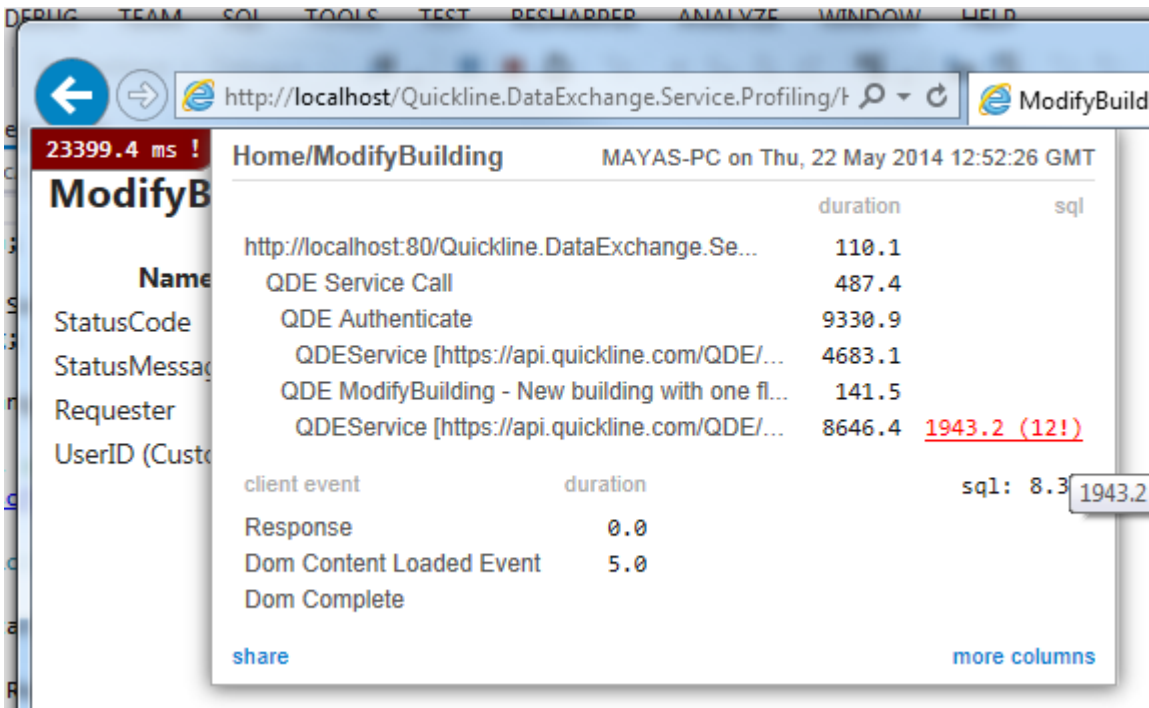 DEBUG TEAM SQL TOOLS TEST RESHARPER ANALYZE WINDOW HELP
http://localhost/Quickline.DataExchange.Service.Profiling/H
ModifyBuild
23399.4 ms !
Home/ModifyBuilding MAYAS-PC on Thu, 22 May 2014 12:52:26 GMT
ModifyB
duration sql
http://localhost:80/Quickline.DataExchange.Se... 110.1
Name
QDE Service Call 487.4
StatusCode
QDE Authenticate 9330.9
StatusMessag
QDEService [https://api.quickline.com/QDE/... 4683.1
QDE ModifyBuilding - New building with one fl... 141.5
Requester
QDEService [https://api.quickline.com/QDE/... 8646.4 1943.2 (12!)
UserID (Custo
client event duration sql: 8.3
1943.2
Response 0.0
Dom Content Loaded Event 5.0
Dom Complete
share more columns